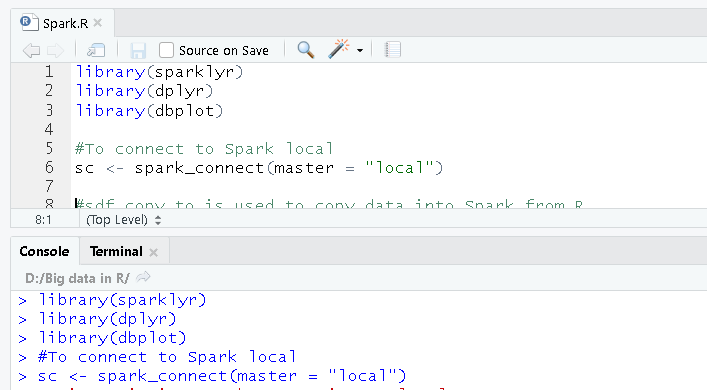 Spark.R
Source on Save
1 library(sparklyr)
2 library(dplyr)
3 library(dbplot)
4
5 #To connect to Spark local
6 sc <- spark_connect(master = "local")
7
8 #sdf_copy_to is used to copy data into Spark from R
8:1 (Top Level)
Console Terminal
D:/Big data in R/
> library(sparklyr)
> library(dplyr)
> library(dbplot)
> #To connect to Spark local
> sc <- spark_connect(master = "local")